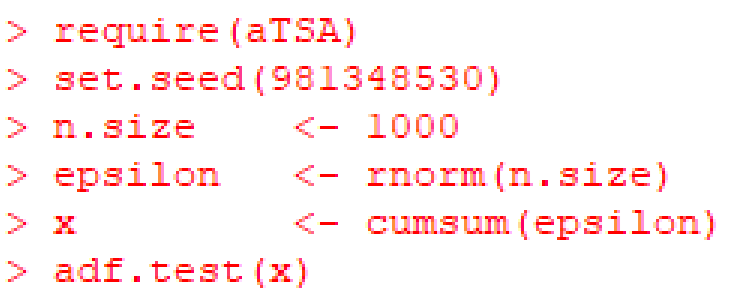 > require(aTSA)
> set.seed(981348530)
> n.size    <- 1000
> epsilon   <- rnorm(n.size)
> x         <- cumsum(epsilon)
> adf.test(x)